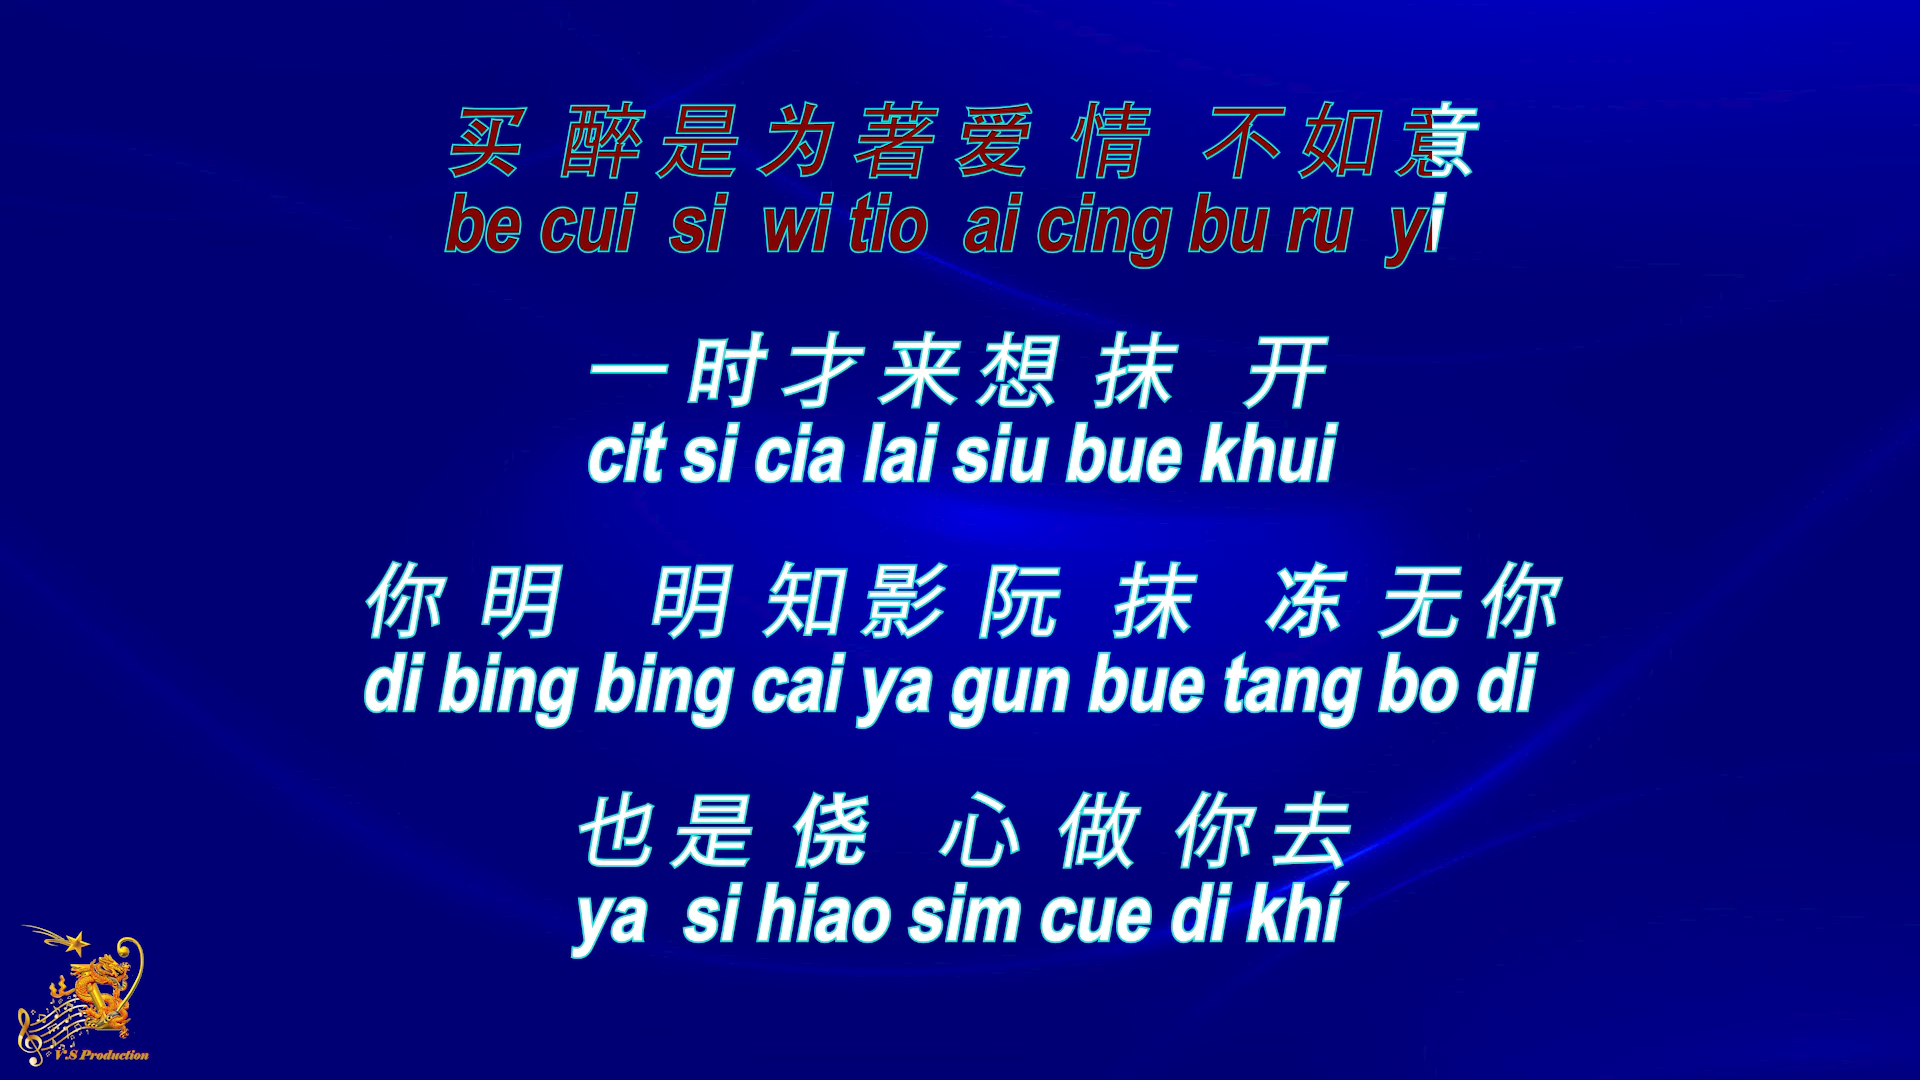 买 醉是为著爱 情 不如意
be cui si wi tio ai cing bu ru yi
一时才来想 抹 开
cit si cia lai siu bue khui
你 明 明 知影 阮 抹 冻 无你
di bing bing cai ya gun bue tang bo di
也是 侥 心 做 你去
ya si hiao sim cue di khí
V.S Production